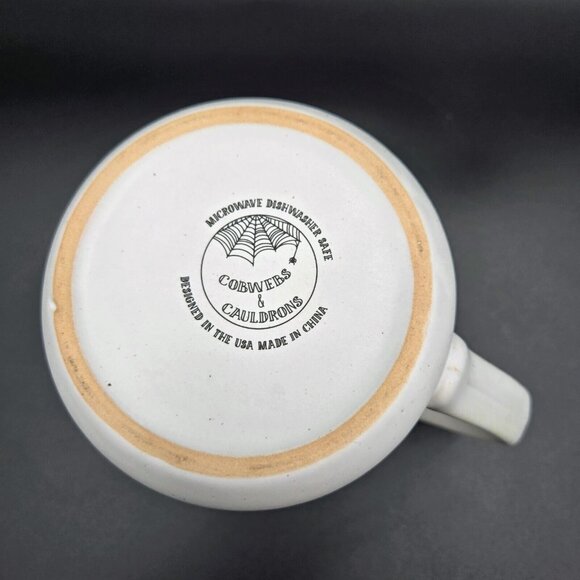 MICROWAVE DISHWASHER SAFE
COBWEBS
&
CAULDRONS
DESIGNED IN THE USA MADE IN CHINA